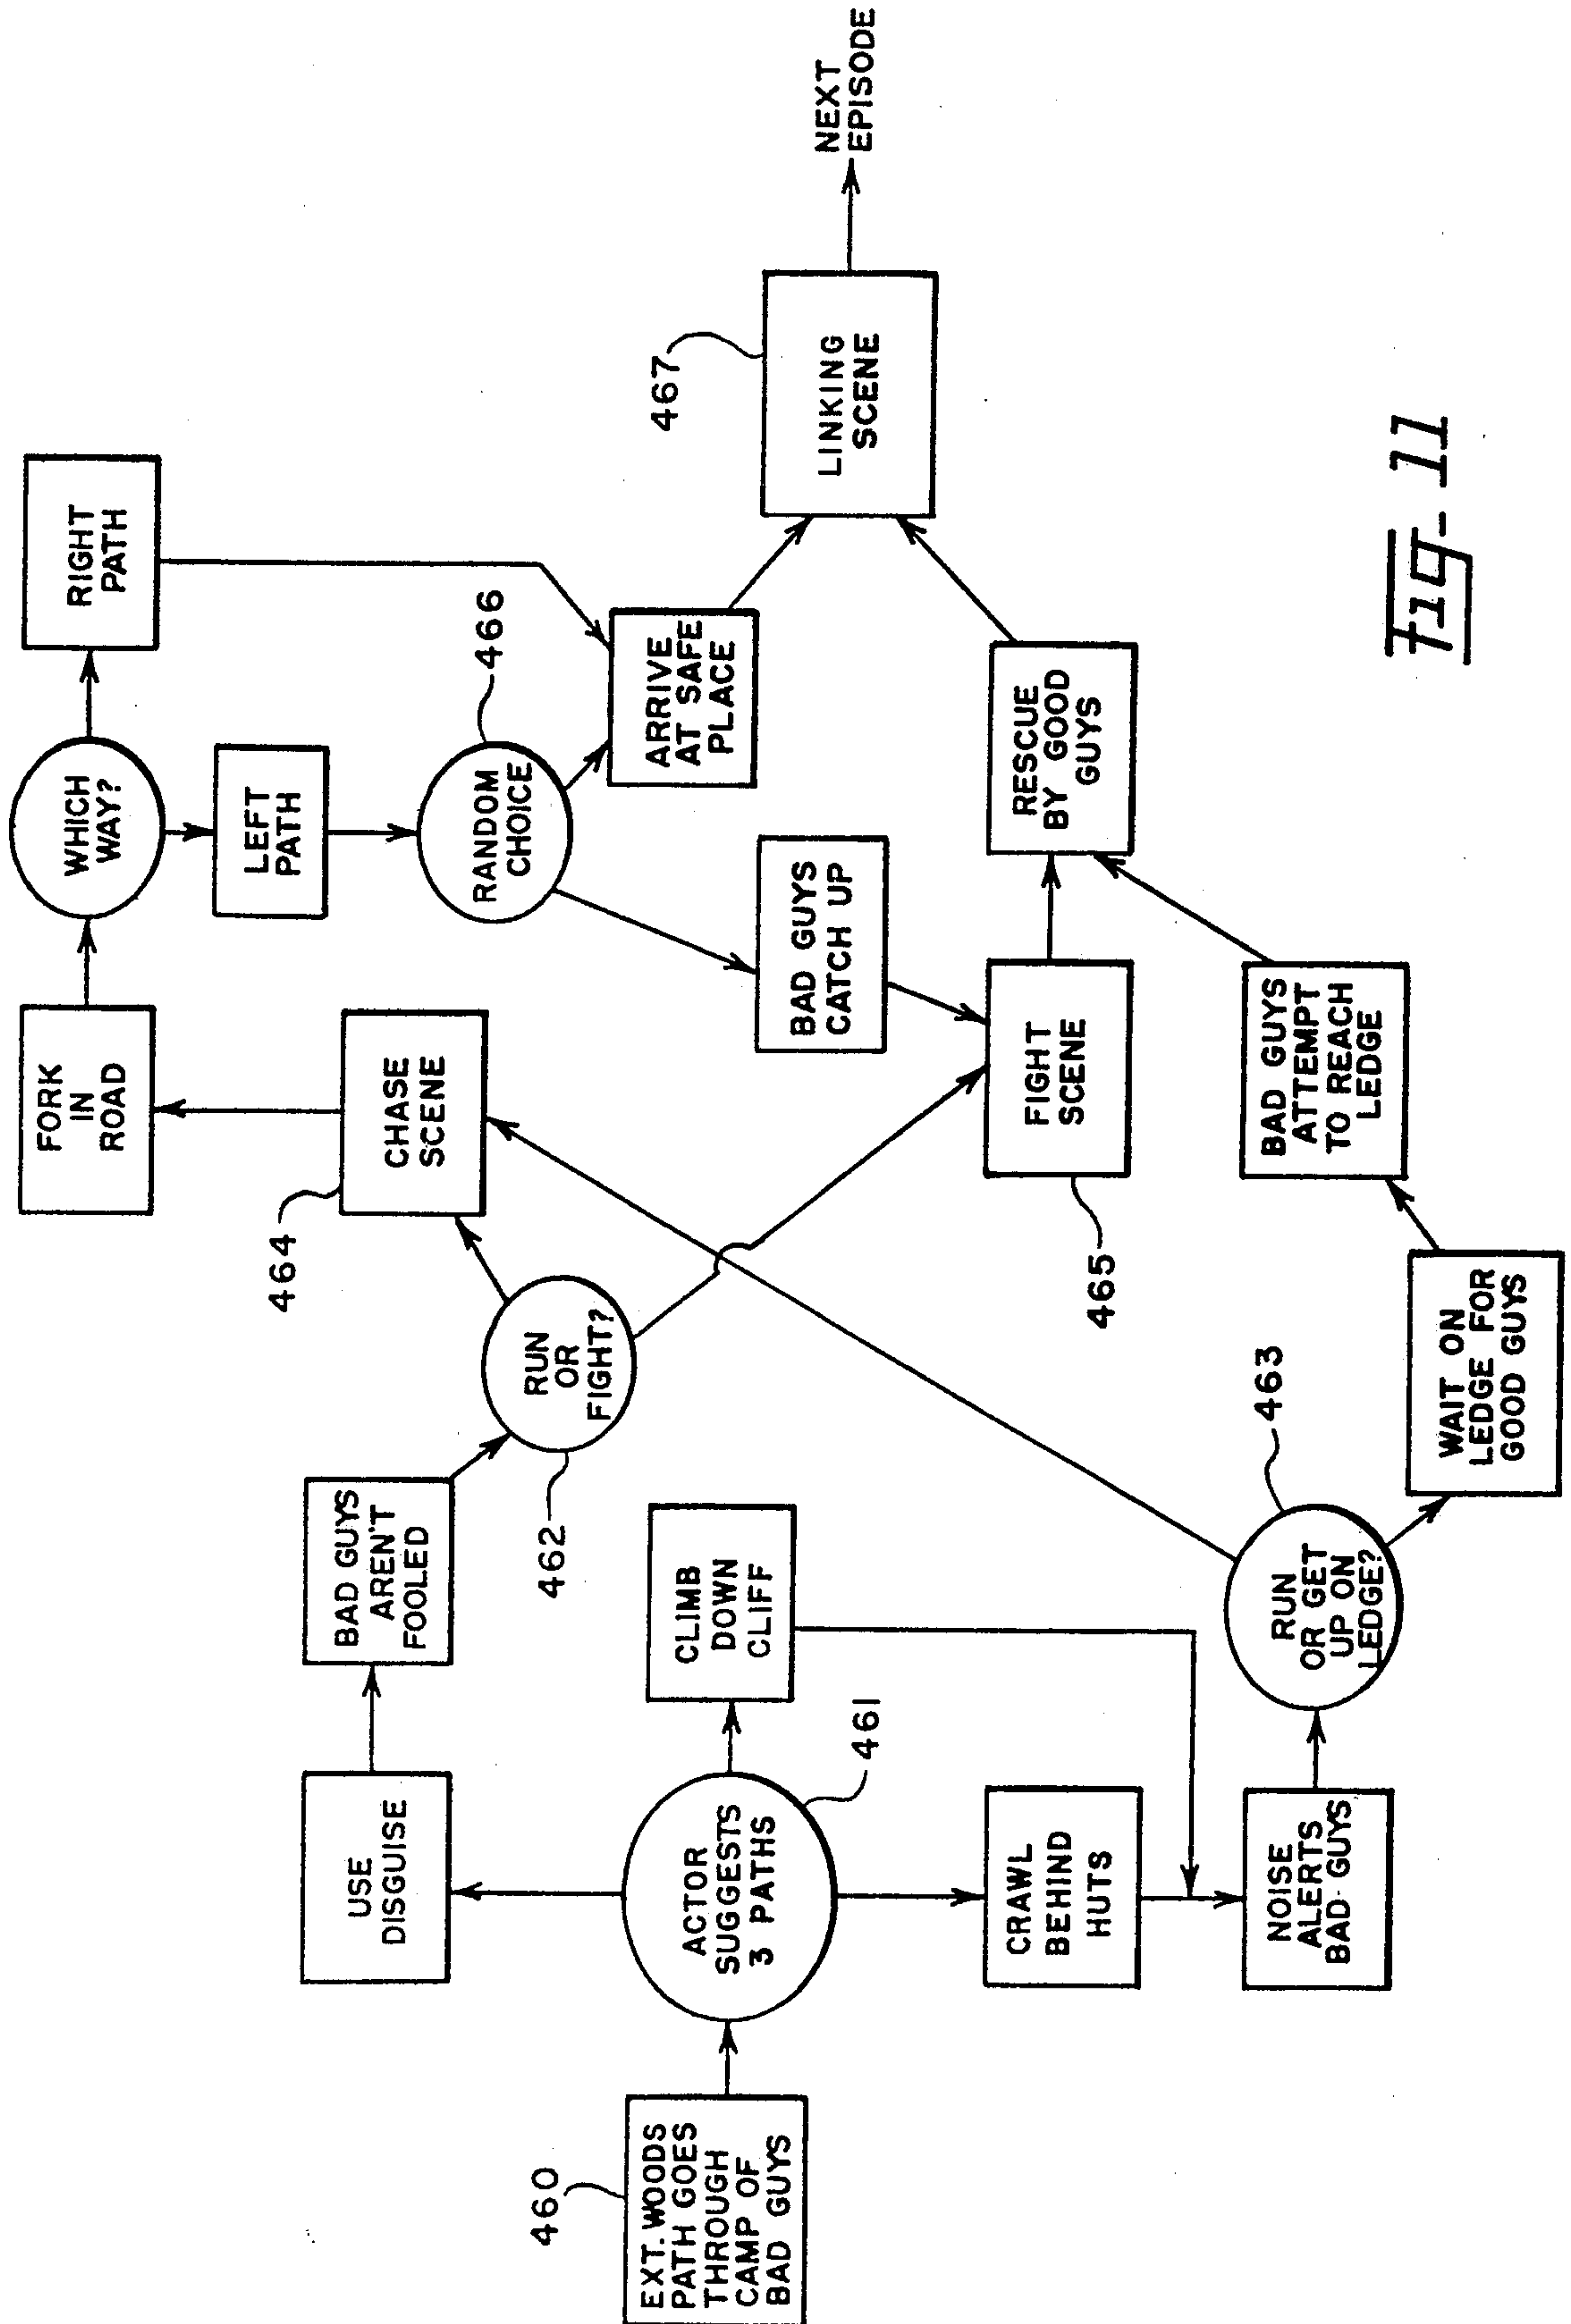 460
EXT. WOODS
PATH GOES
THROUGH
CAMP OF
BAD GUYS
ACTOR
SUGGESTS
3 PATHS
461
USE
DISGUISE
BAD GUYS
AREN'T
FOOLED
CLIMB
DOWN
CLIFF
CRAWL
BEHIND
HUTS
NOISE
ALERTS
BAD GUYS
RUN
OR
FIGHT?
462
RUN
OR GET
UP ON
LEDGE?
463
464
CHASE
SCENE
FORK
IN
ROAD
WHICH
WAY?
RIGHT
PATH
LEFT
PATH
RANDOM
CHOICE
466
ARRIVE
AT SAFE
PLACE
BAD GUYS
CATCH UP
FIGHT
SCENE
465
WAIT ON
LEDGE FOR
GOOD GUYS
BAD GUYS
ATTEMPT
TO REACH
LEDGE
RESCUE
BY GOOD
GUYS
467
LINKING
SCENE
NEXT
EPISODE
Fig-11